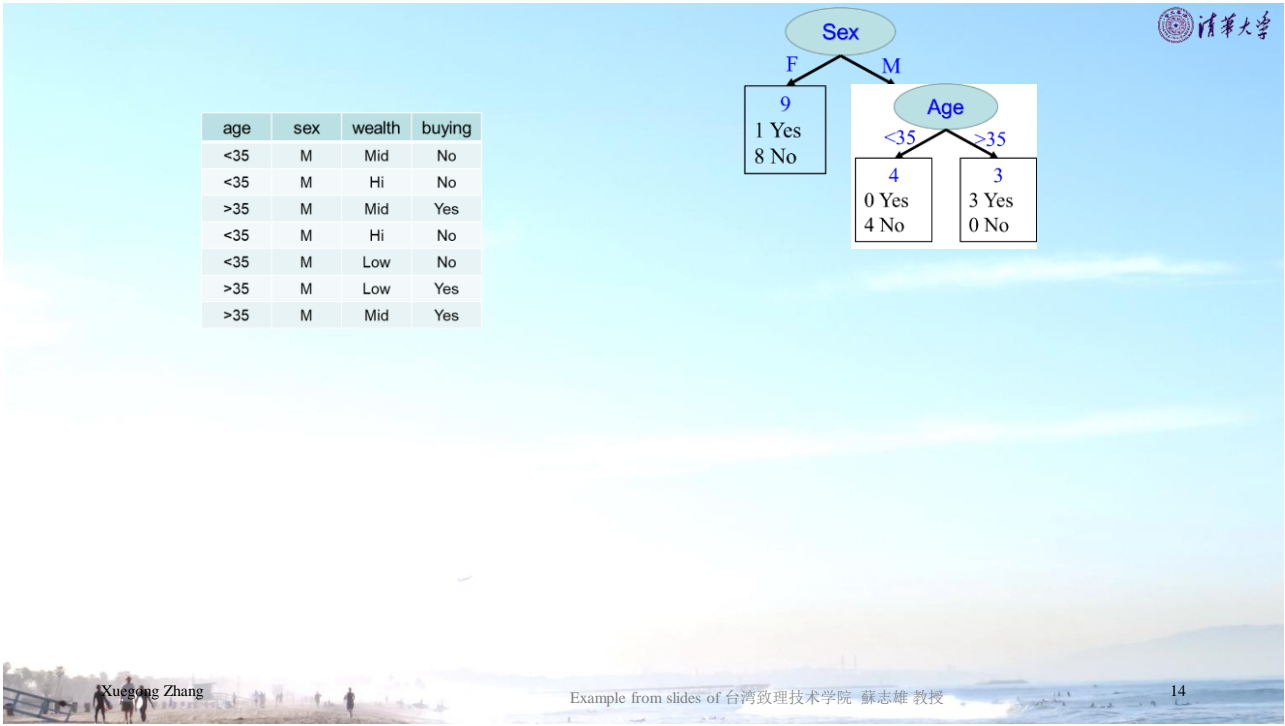 清华大学
Sex
F M
9
1 Yes
8 No
Age
<35 >35
4
0 Yes
4 No
3
3 Yes
0 No
age sex wealth buying
<35 M Mid No
<35 M Hi No
>35 M Mid Yes
<35 M Hi No
<35 M Low No
>35 M Low Yes
>35 M Mid Yes
Xuegong Zhang
Example from slides of 台湾致理技术学院 蘇志雄 教授
14